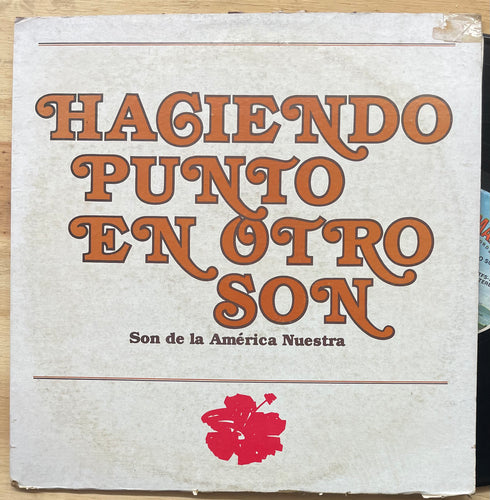 HACIENDO
PUNTO
EN OTRO
SON
Son de la América Nuestra